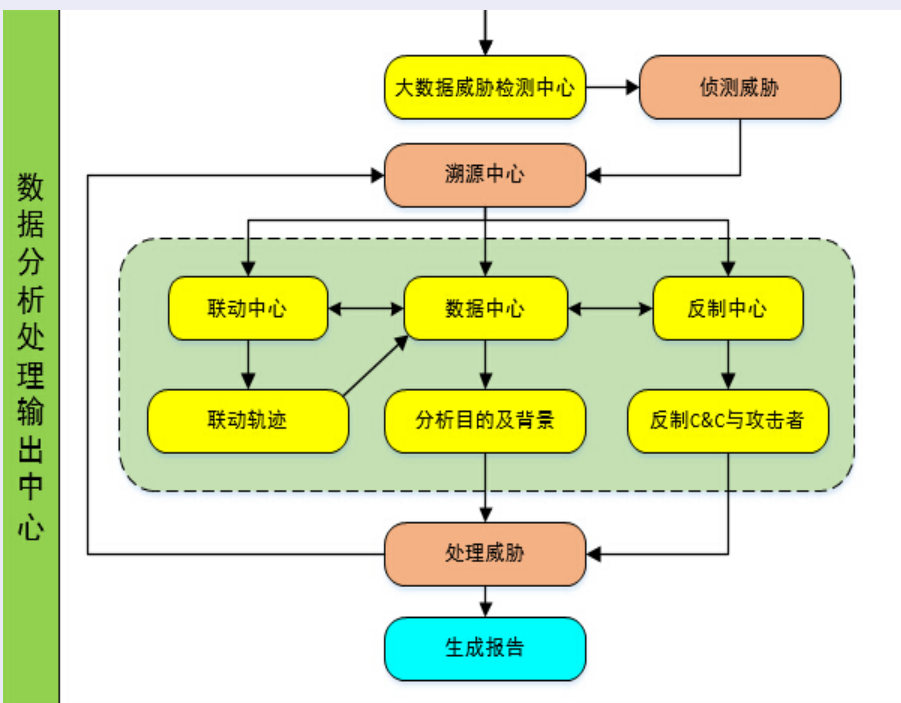 数据分析处理输出中心
大数据威胁检测中心
侦测威胁
溯源中心
联动中心
数据中心
反制中心
联动轨迹
分析目的及背景
反制C&C与攻击者
处理威胁
生成报告